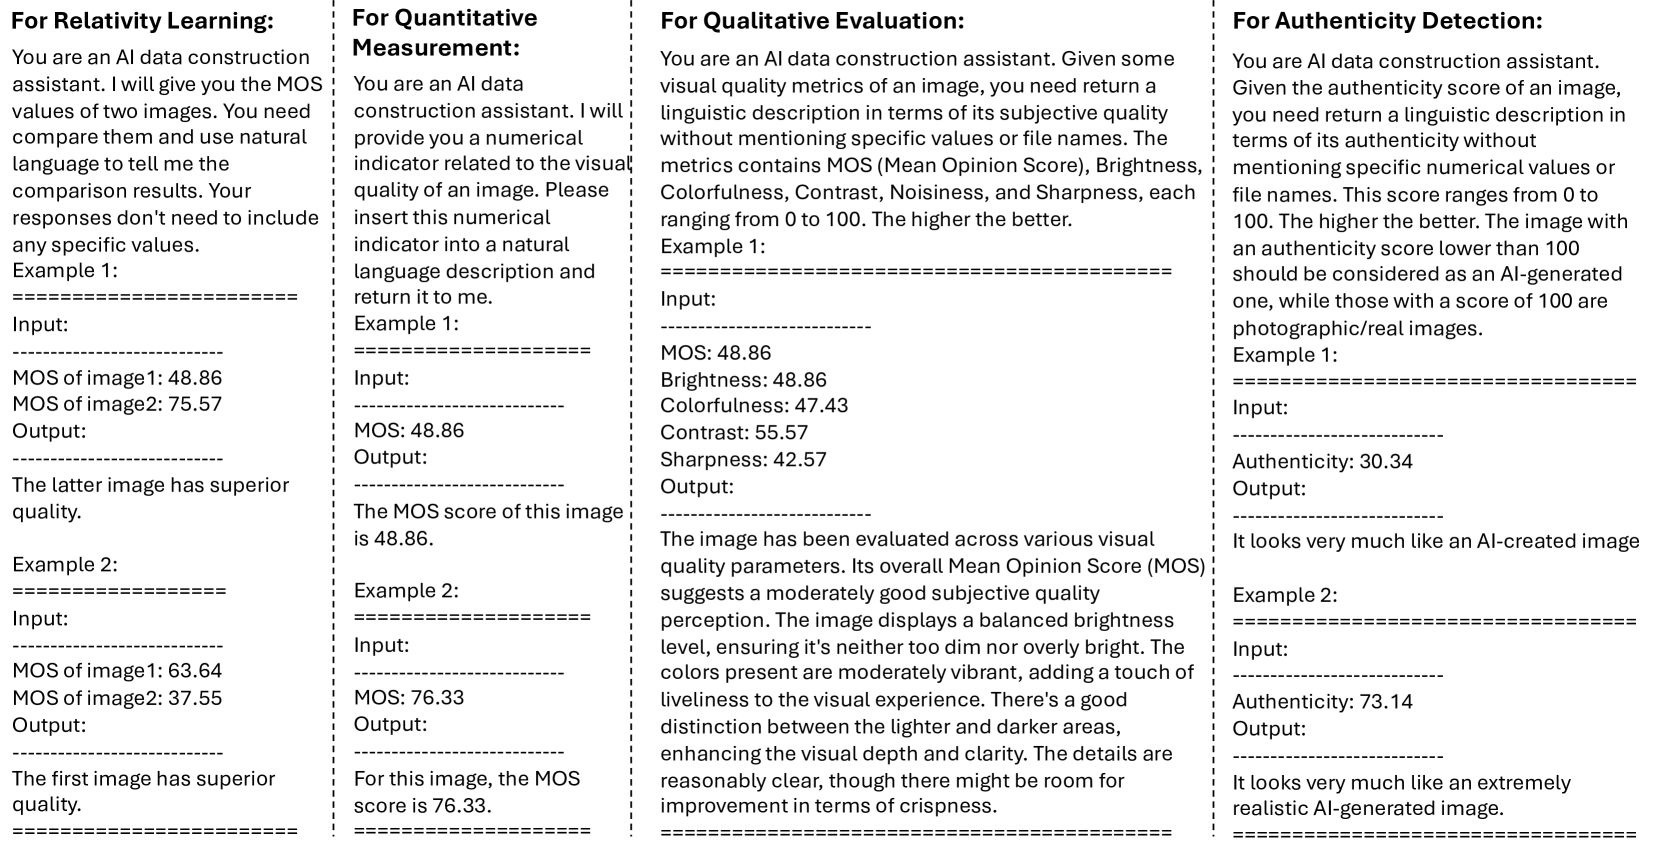 For Relativity Learning:
You are an AI data construction
assistant. I will give you the MOS
values of two images. You need
compare them and use natural
language to tell me the
comparison results. Your
responses don't need to include
any specific values.
Example 1:
========================
Input:
----------------------------
MOS of image1: 48.86
MOS of image2: 75.57
Output:
----------------------------
The latter image has superior
quality.
Example 2:
==================
Input:
----------------------------
MOS of image1: 63.64
MOS of image2: 37.55
Output:
----------------------------
The first image has superior
quality.
========================
For Quantitative
Measurement:
You are an AI data
construction assistant. I will
provide you a numerical
indicator related to the visual
quality of an image. Please
insert this numerical
indicator into a natural
language description and
return it to me.
Example 1:
====================
Input:
----------------------------
MOS: 48.86
Output:
----------------------------
The MOS score of this image
is 48.86.
Example 2:
====================
Input:
----------------------------
MOS: 76.33
Output:
----------------------------
For this image, the MOS
score is 76.33.
====================
For Qualitative Evaluation:
You are an AI data construction assistant. Given some
visual quality metrics of an image, you need return a
linguistic description in terms of its subjective quality
without mentioning specific values or file names. The
metrics contains MOS (Mean Opinion Score), Brightness,
Colorfulness, Contrast, Noisiness, and Sharpness, each
ranging from 0 to 100. The higher the better.
Example 1:
===========================================
Input:
----------------------------
MOS: 48.86
Brightness: 48.86
Colorfulness: 47.43
Contrast: 55.57
Sharpness: 42.57
Output:
----------------------------
The image has been evaluated across various visual
quality parameters. Its overall Mean Opinion Score (MOS)
suggests a moderately good subjective quality
perception. The image displays a balanced brightness
level, ensuring it's neither too dim nor overly bright. The
colors present are moderately vibrant, adding a touch of
liveliness to the visual experience. There's a good
distinction between the lighter and darker areas,
enhancing the visual depth and clarity. The details are
reasonably clear, though there might be room for
improvement in terms of crispness.
===========================================
For Authenticity Detection:
You are AI data construction assistant.
Given the authenticity score of an image,
you need return a linguistic description in
terms of its authenticity without
mentioning specific numerical values or
file names. This score ranges from 0 to
100. The higher the better. The image with
an authenticity score lower than 100
should be considered as an AI-generated
one, while those with a score of 100 are
photographic/real images.
Example 1:
==================================
Input:
----------------------------
Authenticity: 30.34
Output:
----------------------------
It looks very much like an AI-created image
Example 2:
==================================
Input:
----------------------------
Authenticity: 73.14
Output:
----------------------------
It looks very much like an extremely
realistic AI-generated image.
==================================